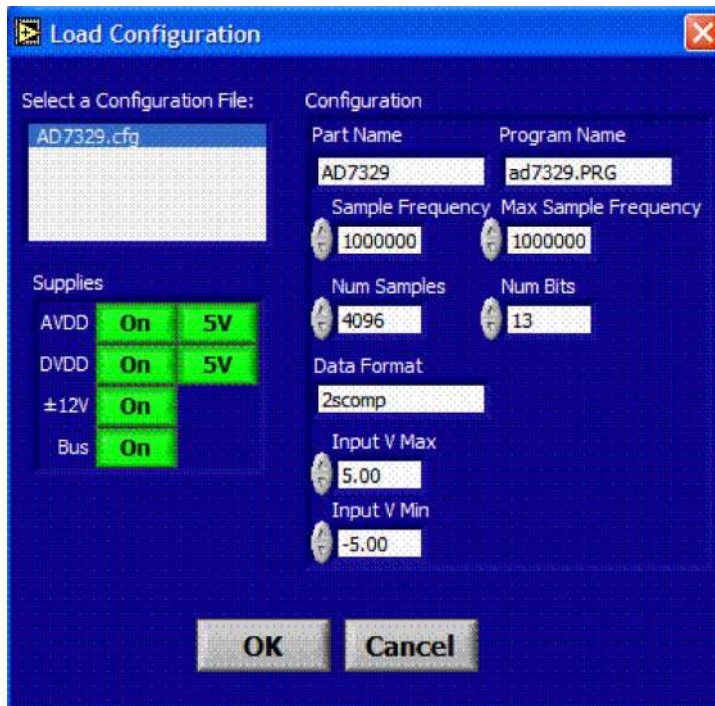 Load Configuration
Select a Configuration File:
AD7329.cfg
Supplies
AVDD On 5V
DVDD On 5V
±12V On
Bus On
Configuration
Part Name Program Name
AD7329 ad7329.PRG
Sample Frequency Max Sample Frequency
1000000 1000000
Num Samples Num Bits
4096 13
Data Format
2scomp
Input V Max
5.00
Input V Min
-5.00
OK Cancel